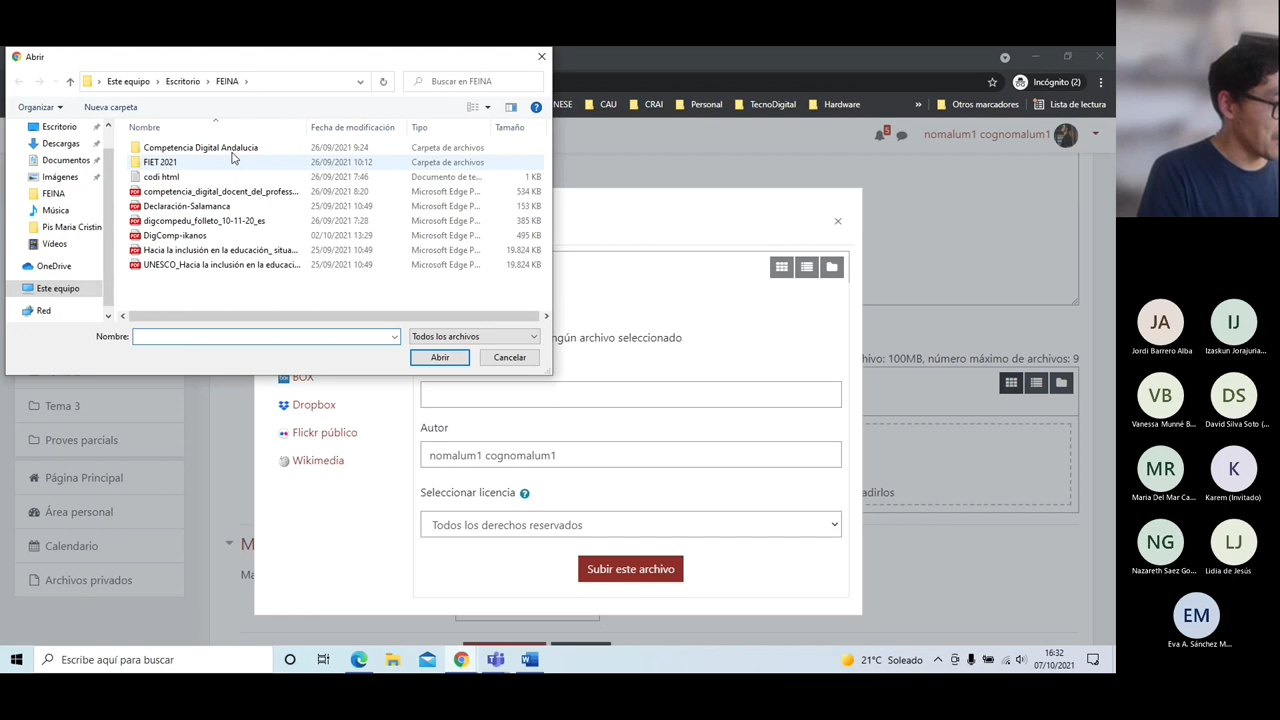 Abrir
Este equipo > Escritorio > FEINA >
Buscar en FEINA
Organizar
Nueva carpeta
Nombre
Fecha de modificación
Tipo
Tamaño
Escritorio
Descargas
Documentos
Imágenes
FEINA
Música
Pis Maria Cristin
Vídeos
OneDrive
Este equipo
Red
Competencia Digital Andalucia 26/09/2021 9:24 Carpeta de archivos
FIET 2021 26/09/2021 10:12 Carpeta de archivos
codi html 26/09/2021 7:46 Documento de te... 1 KB
competencia_digital_docent_del_profess... 26/09/2021 8:20 Microsoft Edge P... 534 KB
Declaración-Salamanca 25/09/2021 10:49 Microsoft Edge P... 153 KB
digcompedu_folleto_10-11-20_es 26/09/2021 7:28 Microsoft Edge P... 385 KB
DigComp-ikanos 02/10/2021 13:29 Microsoft Edge P... 495 KB
Hacia la inclusión en la educación_ situa... 25/09/2021 10:49 Microsoft Edge P... 19.824 KB
UNESCO_Hacia la inclusión en la educaci... 25/09/2021 10:49 Microsoft Edge P... 19.824 KB
Nombre:
Todos los archivos
Abrir
Cancelar
Incógnito (2)
NESE
CAU
CRAI
Personal
TecnoDigital
Hardware
»
Otros marcadores
Lista de lectura
5
nomalum1 cognomalum1
ngún archivo seleccionado
chivo: 100MB, número máximo de archivos: 9
BOX
Dropbox
Flickr público
Wikimedia
Autor
nomalum1 cognomalum1
Seleccionar licencia
Todos los derechos reservados
Subir este archivo
adirlos
Tema 3
Proves parcials
Página Principal
Área personal
Calendario
Archivos privados
M
Ma
Escribe aquí para buscar
21°C Soleado
16:32
07/10/2021
JA
Jordi Barrero Alba
IJ
Izaskun Jorajuria...
VB
Vanessa Munné B...
DS
David Silva Soto (...
MR
Maria Del Mar Ca...
K
Karem (Invitado)
NG
Nazareth Saez Go...
LJ
Lidia de Jesús
EM
Eva A. Sánchez M...